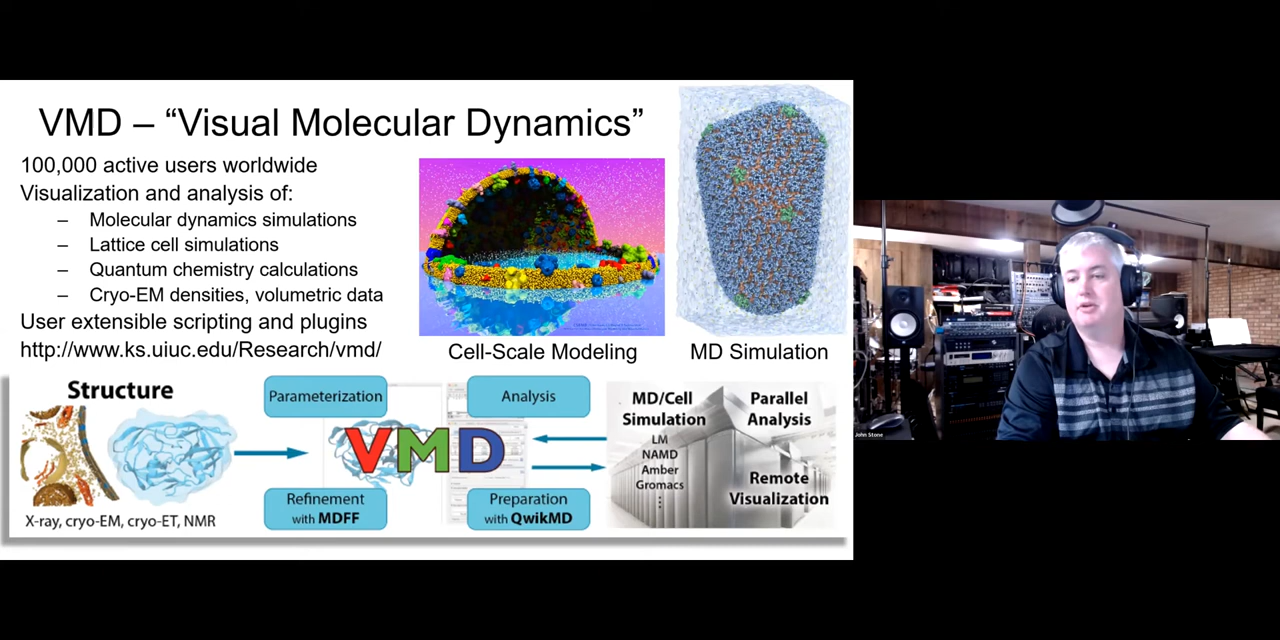 VMD – “Visual Molecular Dynamics”
100,000 active users worldwide
Visualization and analysis of:
– Molecular dynamics simulations
– Lattice cell simulations
– Quantum chemistry calculations
– Cryo-EM densities, volumetric data
User extensible scripting and plugins
http://www.ks.uiuc.edu/Research/vmd/
Cell-Scale Modeling
MD Simulation
Structure
X-ray, cryo-EM, cryo-ET, NMR
Parameterization
Analysis
VMD
Refinement
with MDFF
Preparation
with QwikMD
MD/Cell
Simulation
LM
NAMD
Amber
Gromacs
⋮
Parallel
Analysis
Remote
Visualization
John Stone